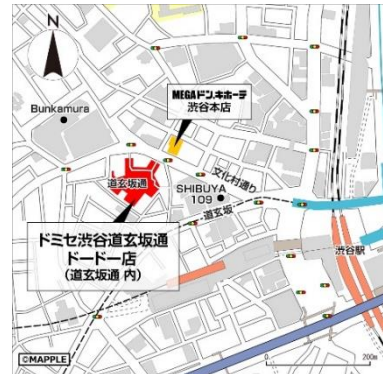 N
MEGAドン.キホーテ
渋谷本店
Bunkamura
文化村通り
道玄坂通
SHIBUYA
109
道玄坂
ドミセ渋谷道玄坂通
ドードー店
(道玄坂通 内)
渋谷駅
©MAPPLE
0
200m